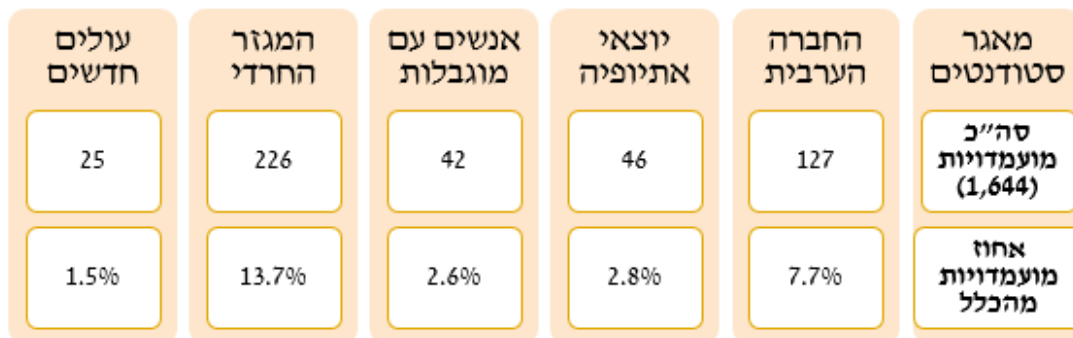 מאגר
סטודנטים
החברה
הערבית
יוצאי
אתיופיה
אנשים עם
מוגבלות
המגזר
החרדי
עולים
חדשים
סה״כ
מועמדויות
(1,644)
127
46
42
226
25
אחוז
מועמדויות
מהכלל
7.7%
2.8%
2.6%
13.7%
1.5%